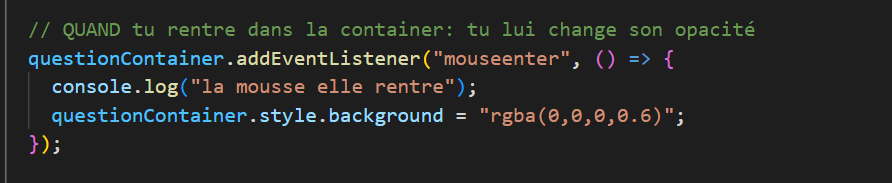 // QUAND tu rentre dans la container: tu lui change son opacité
questionContainer.addEventListener("mouseenter", () => {
  console.log("la mousse elle rentre");
  questionContainer.style.background = "rgba(0,0,0,0.6)";
});